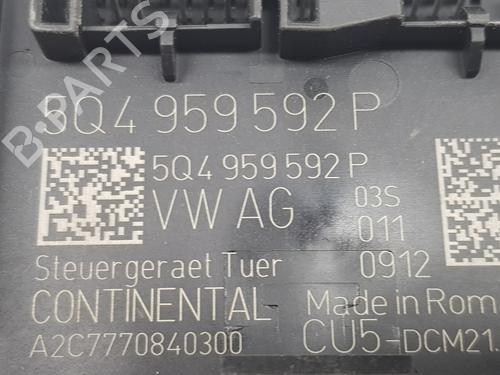 5Q4 959 592 P
5Q4 959 592 P
VW AG
03S
011
Steuergeraet Tuer
0912
CONTINENTAL
Made in Rom
A2C7770840300
CU5-DCM21.
B-PARTS